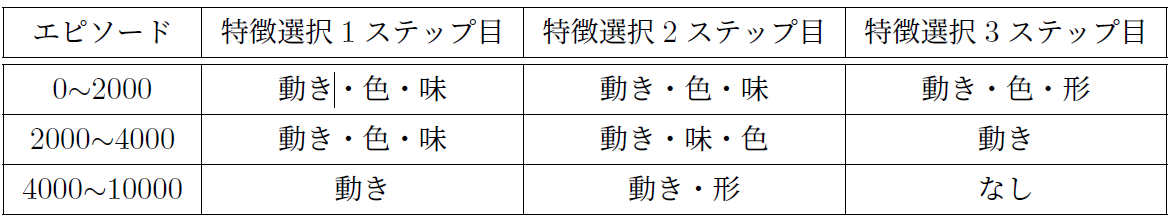 エピソード 特徴選択 1 ステップ目 特徴選択 2 ステップ目 特徴選択 3 ステップ目
0~2000 動き・色・味 動き・色・味 動き・色・形
2000~4000 動き・色・味 動き・味・色 動き
4000~10000 動き 動き・形 なし